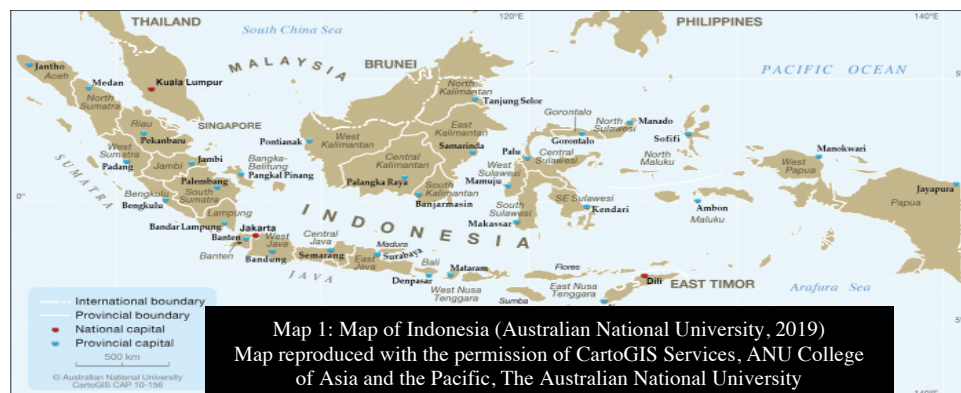 THAILAND
120°E
PHILIPPINES
140°E
South China Sea
Jantho
Aceh
Medan
Kuala Lumpur
MALAYSIA
BRUNEI
PACIFIC OCEAN
North
Sumatra
North
Kalimantan
Tanjung Selor
Riau
Pekanbaru
SINGAPORE
Gorontalo
North
Sulawesi
Manado
Sofifi
Pontianak
West
Kalimantan
East
Kalimantan
Samarinda
Gorontalo
North
Maluku
Manokwari
West
Sumatra
Padang
Jambi
Jambi
Bangka-
Belitung
Pangkal Pinang
Central
Kalimantan
Palu
Central
Sulawesi
West
Papua
SUMATRA
Palembang
South
Sumatra
Palangka Raya
South
Kalimantan
West
Sulawesi
Mamuju
Jayapura
0°
Bengkulu
Bengkulu
Banjarmasin
South
Sulawesi
SE Sulawesi
Kendari
Ambon
Maluku
Papua
Lampung
Bandar Lampung
INDONESIA
Makassar
Jakarta
Banten
Banten
West
Java
Bandung
Central
Java
Semarang
Madura
East
Java
Surabaya
JAVA
Bali
Denpasar
Mataram
West Nusa
Tenggara
Flores
Sumba
East Nusa
Tenggara
Dili
EAST TIMOR
Arafura Sea
International boundary
Provincial boundary
National capital
Provincial capital
500 km
© Australian National University
CartoGIS CAP 10-156
Map 1: Map of Indonesia (Australian National University, 2019)
Map reproduced with the permission of CartoGIS Services, ANU College
of Asia and the Pacific, The Australian National University